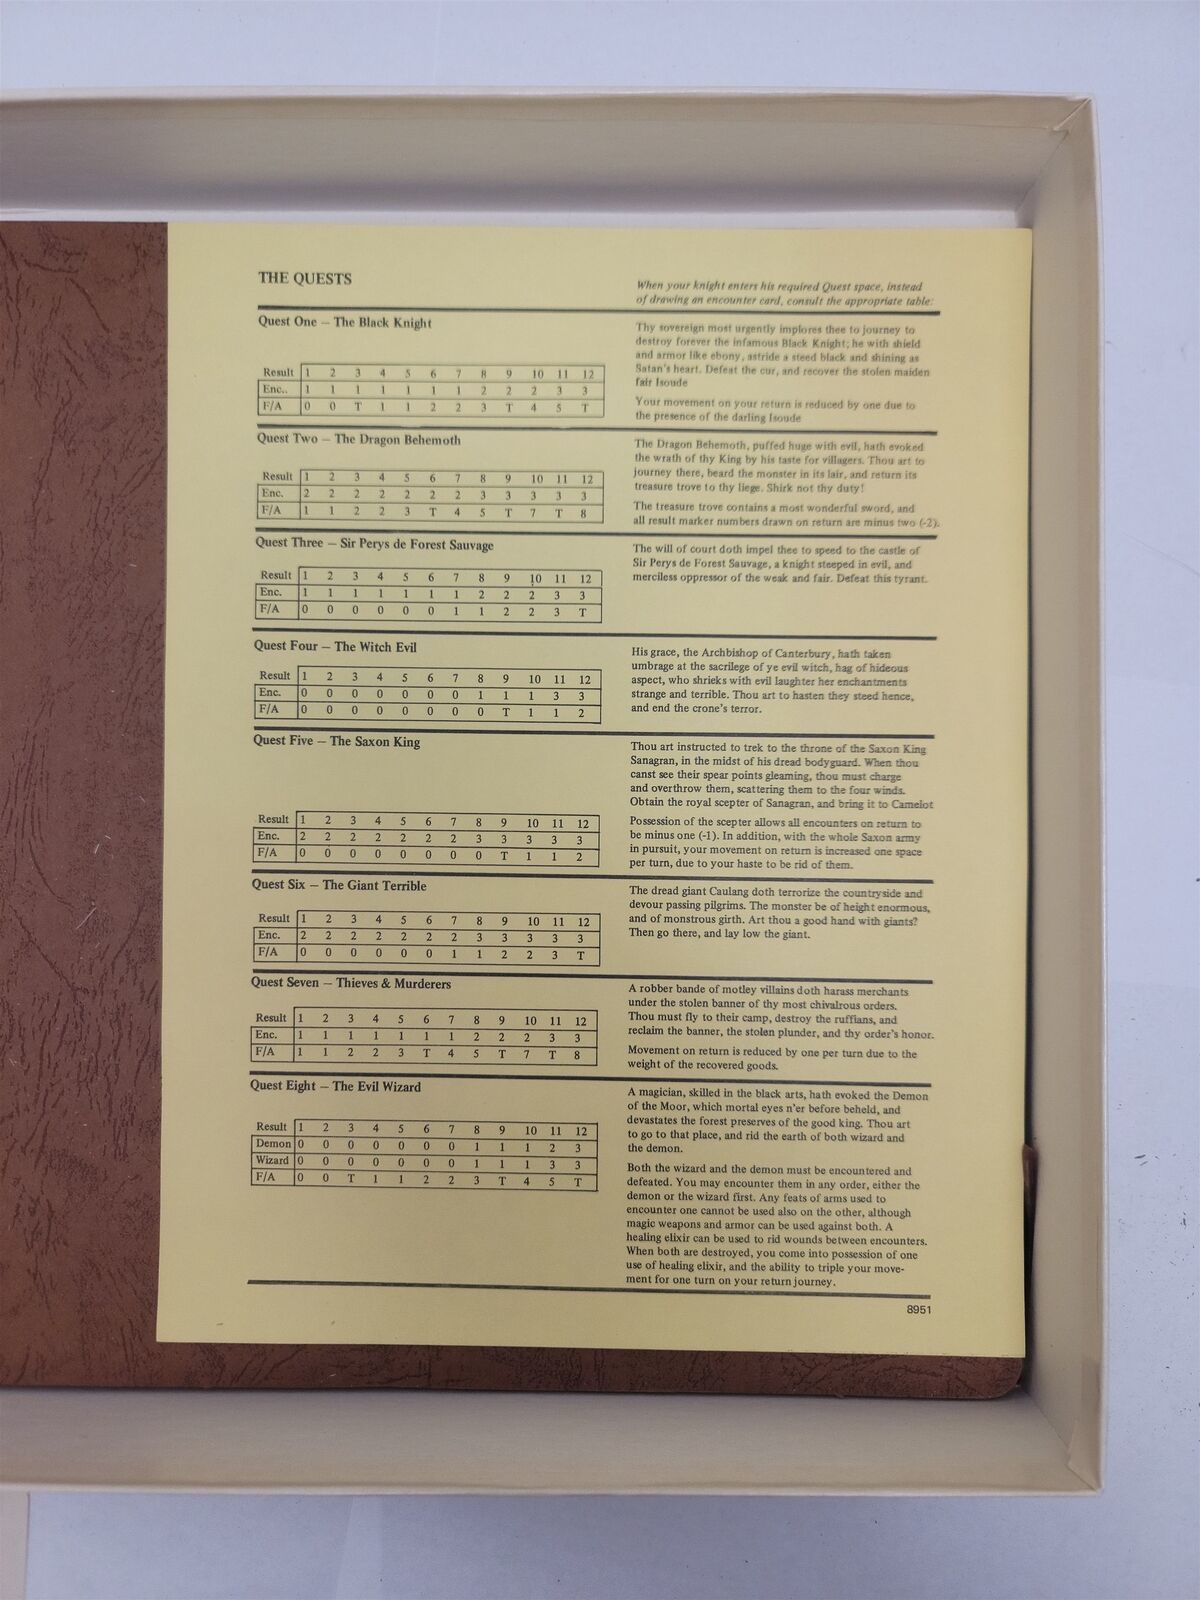 THE QUESTS
When your knight enters his required Quest space, instead
of drawing an encounter card, consult the appropriate table:
Quest One – The Black Knight
Result 1 2 3 4 5 6 7 8 9 10 11 12
Enc.. 1 1 1 1 1 1 1 2 2 2 3 3
F/A 0 0 T 1 1 2 2 3 T 4 5 T
Thy sovereign most urgently implores thee to journey to
destroy forever the infamous Black Knight; he with shield
and armor like ebony, astride a steed black and shining as
Satan's heart. Defeat the cur, and recover the stolen maiden
fair Isoude
Your movement on your return is reduced by one due to
the presence of the darling Isoude
Quest Two – The Dragon Behemoth
Result 1 2 3 4 5 6 7 8 9 10 11 12
Enc. 2 2 2 2 2 2 2 3 3 3 3 3
F/A 1 1 2 2 3 T 4 5 T 7 T 8
The Dragon Behemoth, puffed huge with evil, hath evoked
the wrath of thy King by his taste for villagers. Thou art to
journey there, beard the monster in its lair, and return its
treasure trove to thy liege. Shirk not thy duty!
The treasure trove contains a most wonderful sword, and
all result marker numbers drawn on return are minus two (-2).
Quest Three – Sir Perys de Forest Sauvage
Result 1 2 3 4 5 6 7 8 9 10 11 12
Enc. 1 1 1 1 1 1 1 2 2 2 3 3
F/A 0 0 0 0 0 0 1 1 2 2 3 T
The will of court doth impel thee to speed to the castle of
Sir Perys de Forest Sauvage, a knight steeped in evil, and
merciless oppressor of the weak and fair. Defeat this tyrant.
Quest Four – The Witch Evil
Result 1 2 3 4 5 6 7 8 9 10 11 12
Enc. 0 0 0 0 0 0 0 1 1 1 3 3
F/A 0 0 0 0 0 0 0 0 T 1 1 2
His grace, the Archbishop of Canterbury, hath taken
umbrage at the sacrilege of ye evil witch, hag of hideous
aspect, who shrieks with evil laughter her enchantments
strange and terrible. Thou art to hasten they steed hence,
and end the crone's terror.
Quest Five – The Saxon King
Result 1 2 3 4 5 6 7 8 9 10 11 12
Enc. 2 2 2 2 2 2 2 3 3 3 3 3
F/A 0 0 0 0 0 0 0 0 T 1 1 2
Thou art instructed to trek to the throne of the Saxon King
Sanagran, in the midst of his dread bodyguard. When thou
canst see their spear points gleaming, thou must charge
and overthrow them, scattering them to the four winds.
Obtain the royal scepter of Sanagran, and bring it to Camelot
Possession of the scepter allows all encounters on return to
be minus one (-1). In addition, with the whole Saxon army
in pursuit, your movement on return is increased one space
per turn, due to your haste to be rid of them.
Quest Six – The Giant Terrible
Result 1 2 3 4 5 6 7 8 9 10 11 12
Enc. 2 2 2 2 2 2 2 3 3 3 3 3
F/A 0 0 0 0 0 0 1 1 2 2 3 T
The dread giant Caulang doth terrorize the countryside and
devour passing pilgrims. The monster be of height enormous,
and of monstrous girth. Art thou a good hand with giants?
Then go there, and lay low the giant.
Quest Seven – Thieves & Murderers
Result 1 2 3 4 5 6 7 8 9 10 11 12
Enc. 1 1 1 1 1 1 1 2 2 2 3 3
F/A 1 1 2 2 3 T 4 5 T 7 T 8
A robber bande of motley villains doth harass merchants
under the stolen banner of thy most chivalrous orders.
Thou must fly to their camp, destroy the ruffians, and
reclaim the banner, the stolen plunder, and thy order's honor.
Movement on return is reduced by one per turn due to the
weight of the recovered goods.
Quest Eight – The Evil Wizard
Result 1 2 3 4 5 6 7 8 9 10 11 12
Demon 0 0 0 0 0 0 0 1 1 1 2 3
Wizard 0 0 0 0 0 0 0 1 1 1 3 3
F/A 0 0 T 1 1 2 2 3 T 4 5 T
A magician, skilled in the black arts, hath evoked the Demon
of the Moor, which mortal eyes n'er before beheld, and
devastates the forest preserves of the good king. Thou art
to go to that place, and rid the earth of both wizard and
the demon.
Both the wizard and the demon must be encountered and
defeated. You may encounter them in any order, either the
demon or the wizard first. Any feats of arms used to
encounter one cannot be used also on the other, although
magic weapons and armor can be used against both. A
healing elixir can be used to rid wounds between encounters.
When both are destroyed, you come into possession of one
use of healing elixir, and the ability to triple your move-
ment for one turn on your return journey.
8951